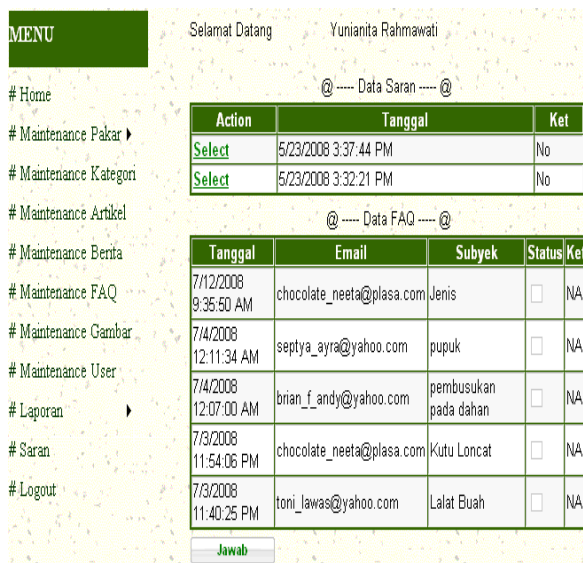 MENU
# Home
# Maintenance Pakar
# Maintenance Kategori
# Maintenance Artikel
# Maintenance Berita
# Maintenance FAQ
# Maintenance Gambar
# Maintenance User
# Laporan
# Saran
# Logout
Selamat Datang Yunianita Rahmawati
@ ----- Data Saran ----- @
Action Tanggal Ket
Select 5/23/2008 3:37:44 PM No
Select 5/23/2008 3:32:21 PM No
@ ----- Data FAQ ----- @
Tanggal Email Subyek Status Ket
7/12/2008
9:35:50 AM chocolate_neeta@plasa.com Jenis NA
7/4/2008
12:11:34 AM septya_ayra@yahoo.com pupuk NA
7/4/2008
12:07:00 AM brian_f_andy@yahoo.com pembusukan
pada dahan NA
7/3/2008
11:54:06 PM chocolate_neeta@plasa.com Kutu Loncat NA
7/3/2008
11:40:25 PM toni_lawas@yahoo.com Lalat Buah NA
Jawab